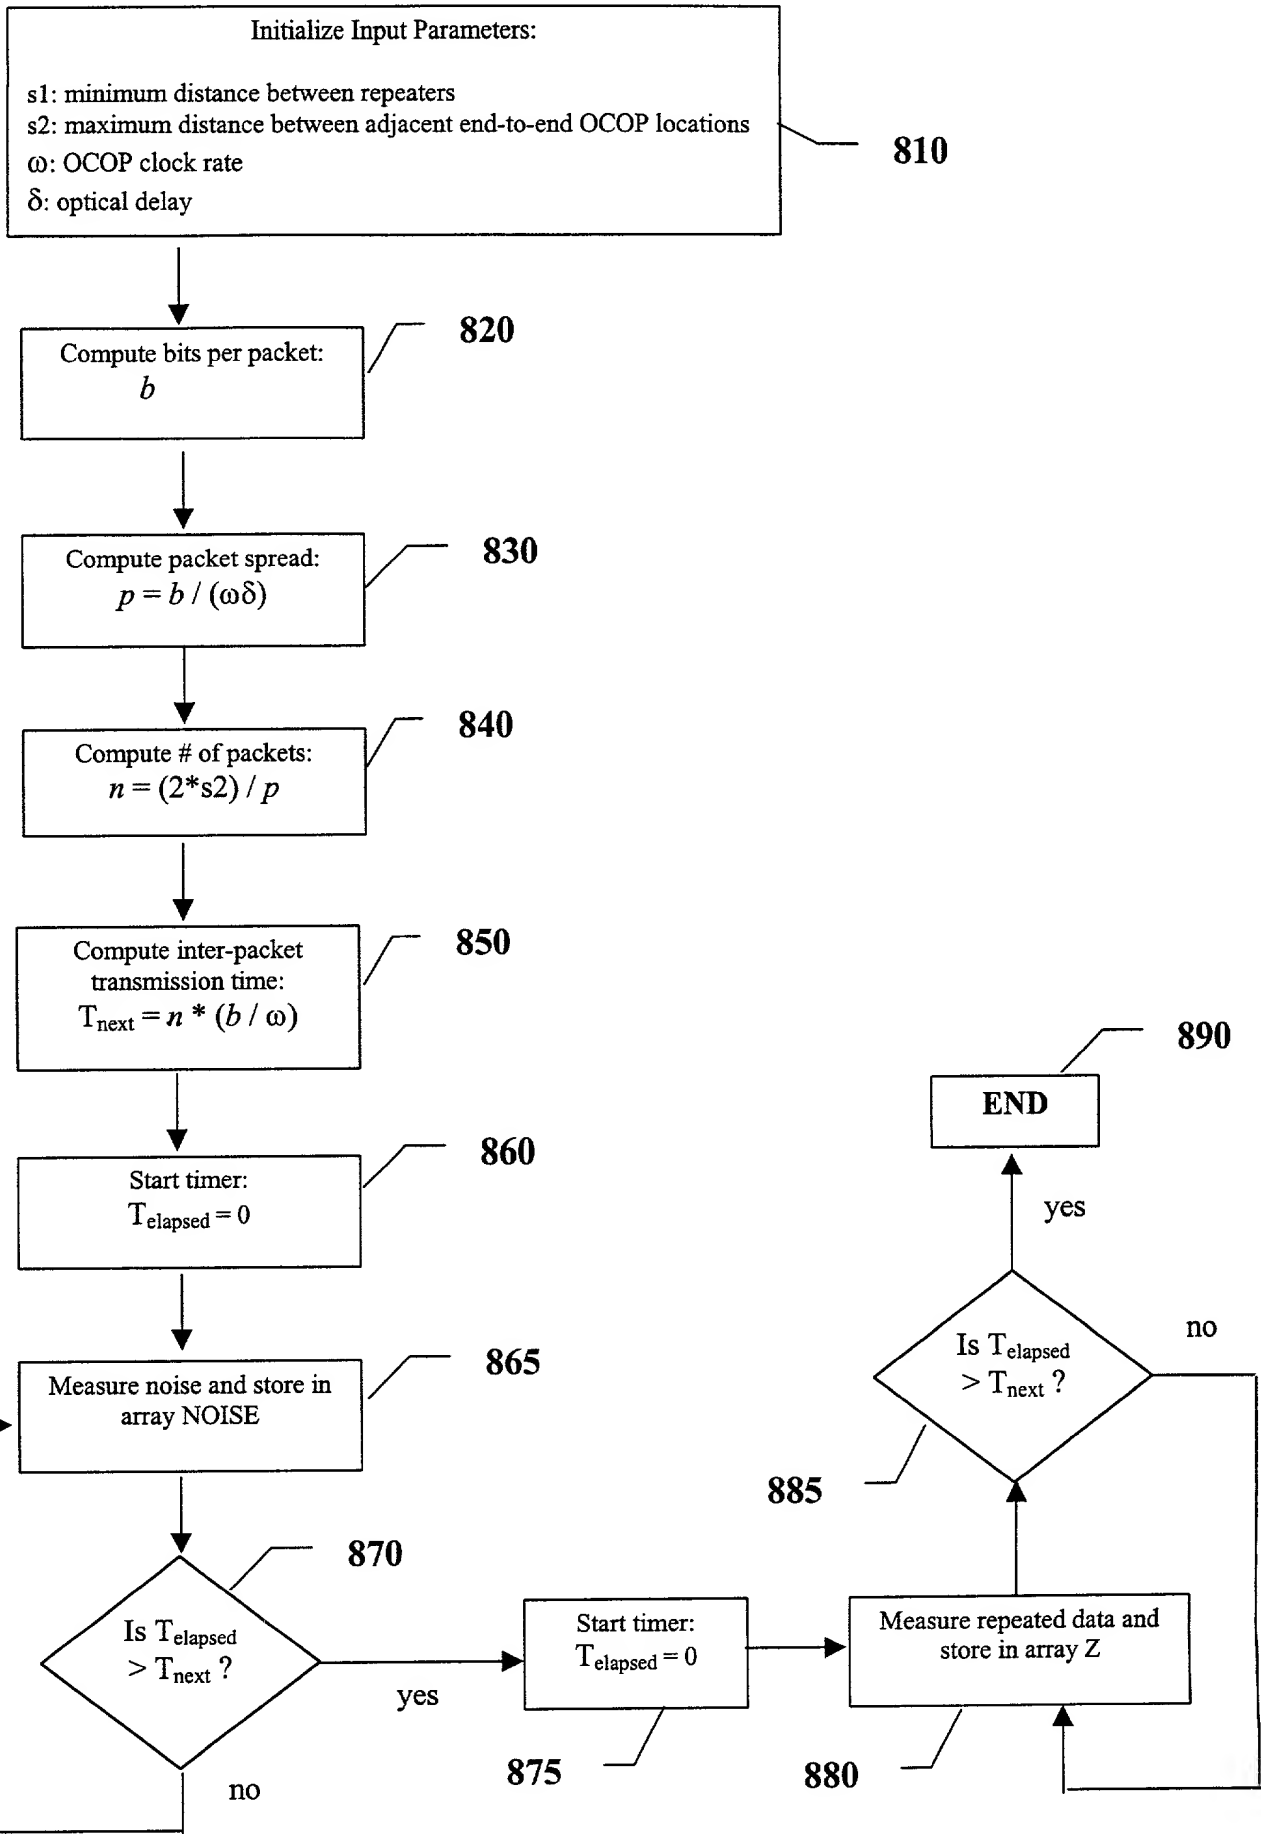 Initialize Input Parameters:
s1: minimum distance between repeaters
s2: maximum distance between adjacent end-to-end OCOP locations
ω: OCOP clock rate
δ: optical delay
810
820
Compute bits per packet:
b
830
Compute packet spread:
p = b / (ωδ)
840
Compute # of packets:
n = (2*s2) / p
850
Compute inter-packet
transmission time:
Tnext = n * (b / ω)
860
Start timer:
Telapsed = 0
865
Measure noise and store in
array NOISE
870
Is Telapsed
> Tnext ?
yes
no
Start timer:
Telapsed = 0
875
Measure repeated data and
store in array Z
880
Is Telapsed
> Tnext ?
885
no
yes
END
890